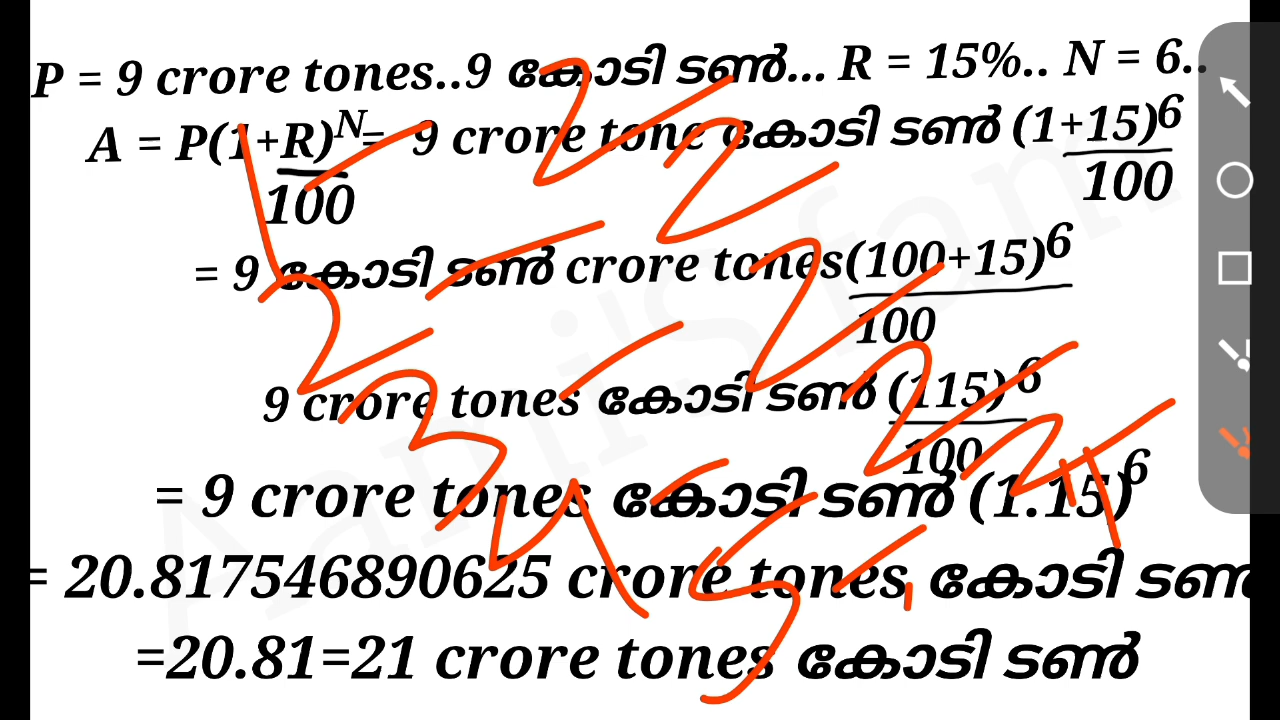 P = 9 crore tones..9 കോടി ടൺ... R = 15%.. N = 6..
A = P(1+R)^N = 9 crore tone കോടി ടൺ (1+15)^6
100 100
= 9 കോടി ടൺ crore tones(100+15)^6
100
9 crore tones കോടി ടൺ (115)^6
100
= 9 crore tones കോടി ടൺ (1.15)^6
= 20.817546890625 crore tones, കോടി ടൺ
=20.81=21 crore tones കോടി ടൺ